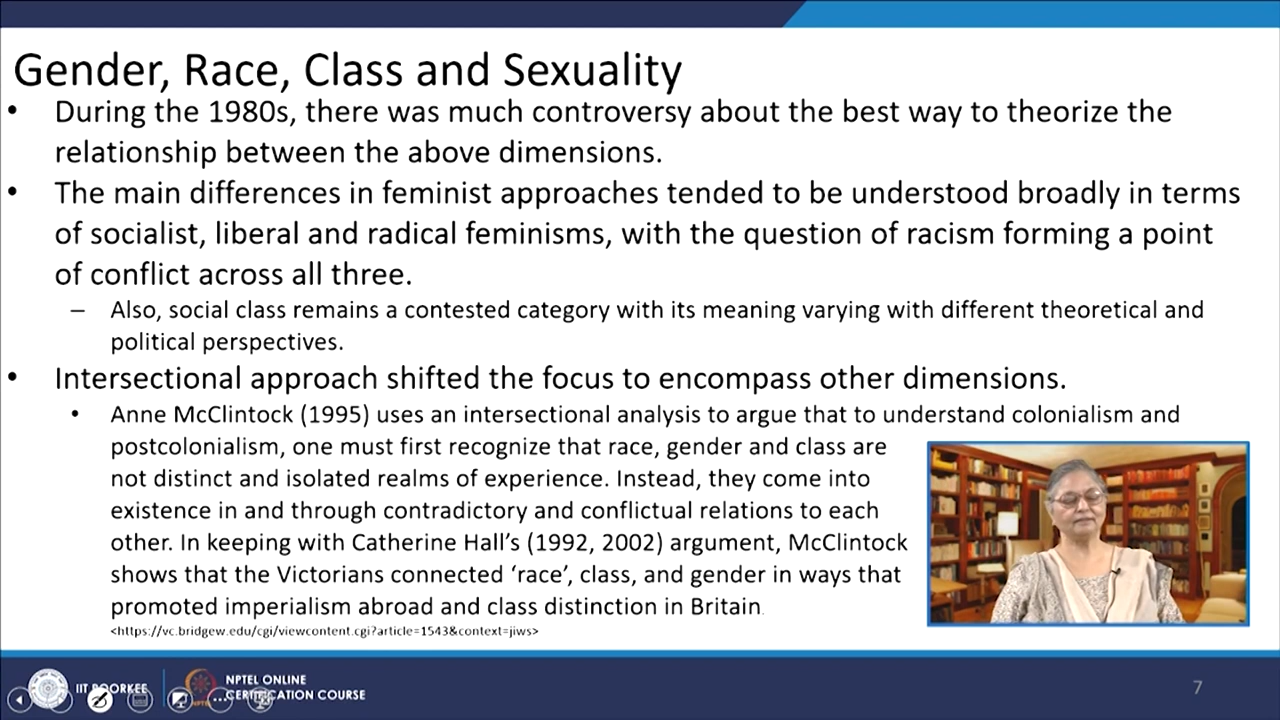 Gender, Race, Class and Sexuality
• During the 1980s, there was much controversy about the best way to theorize the
relationship between the above dimensions.
• The main differences in feminist approaches tended to be understood broadly in terms
of socialist, liberal and radical feminisms, with the question of racism forming a point
of conflict across all three.
– Also, social class remains a contested category with its meaning varying with different theoretical and
political perspectives.
• Intersectional approach shifted the focus to encompass other dimensions.
• Anne McClintock (1995) uses an intersectional analysis to argue that to understand colonialism and
postcolonialism, one must first recognize that race, gender and class are
not distinct and isolated realms of experience. Instead, they come into
existence in and through contradictory and conflictual relations to each
other. In keeping with Catherine Hall’s (1992, 2002) argument, McClintock
shows that the Victorians connected ‘race’, class, and gender in ways that
promoted imperialism abroad and class distinction in Britain.
<https://vc.bridgew.edu/cgi/viewcontent.cgi?article=1543&context=jiws>
IIT ROORKEE
NPTEL ONLINE
CERTIFICATION COURSE
7